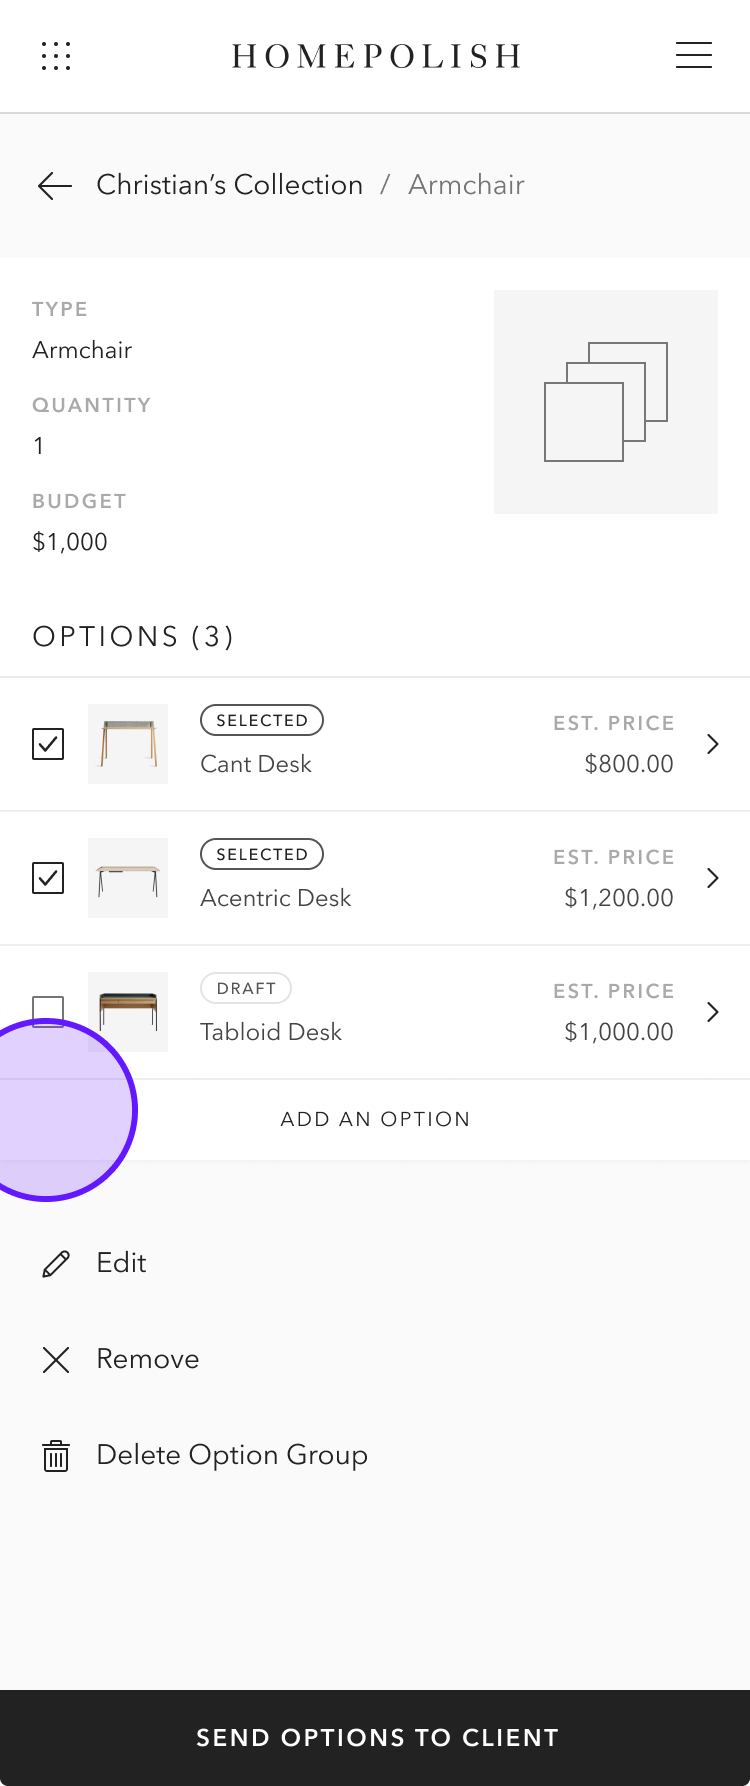 HOMEPOLISH
Christian’s Collection / Armchair
TYPE
Armchair
QUANTITY
1
BUDGET
$1,000
OPTIONS (3)
SELECTED
EST. PRICE
Cant Desk
$800.00
SELECTED
EST. PRICE
Acentric Desk
$1,200.00
DRAFT
EST. PRICE
Tabloid Desk
$1,000.00
ADD AN OPTION
Edit
Remove
Delete Option Group
SEND OPTIONS TO CLIENT